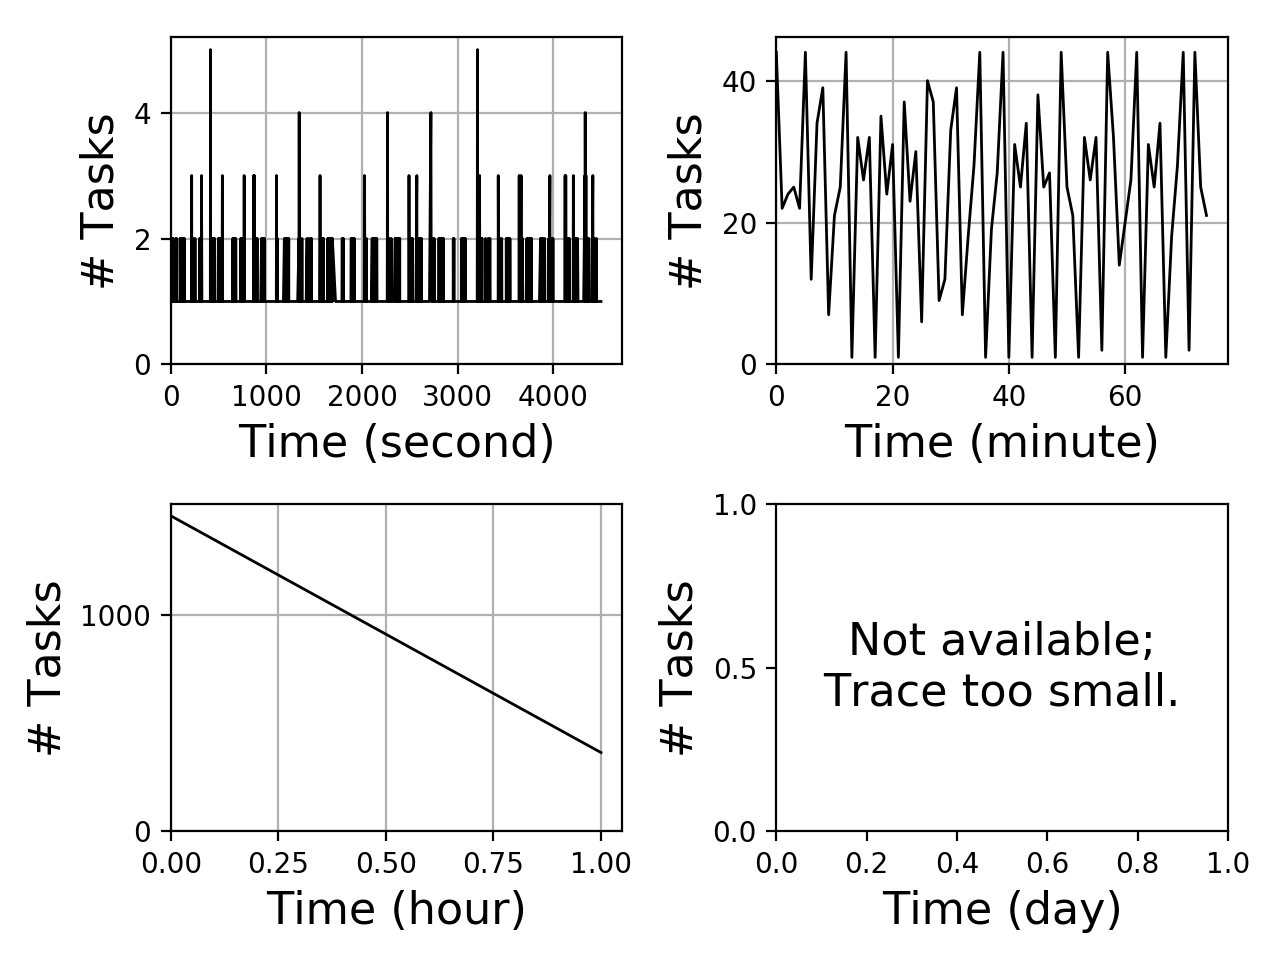 # Tasks
4
2
0
0 1000 2000 3000 4000
Time (second)
# Tasks
40
20
0
0 20 40 60
Time (minute)
# Tasks
1000
0
0.00 0.25 0.50 0.75 1.00
Time (hour)
# Tasks
1.0
0.5
0.0
Not available;
Trace too small.
0.0 0.2 0.4 0.6 0.8 1.0
Time (day)